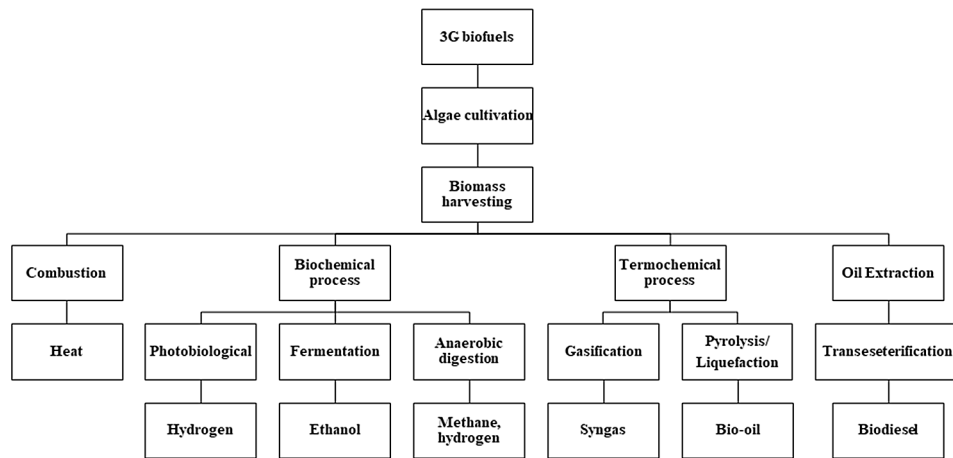 3G biofuels
Algae cultivation
Biomass
harvesting
Combustion
Biochemical
process
Termochemical
process
Oil Extraction
Heat
Photobiological
Fermentation
Anaerobic
digestion
Gasification
Pyrolysis/
Liquefaction
Transeseterification
Hydrogen
Ethanol
Methane,
hydrogen
Syngas
Bio-oil
Biodiesel